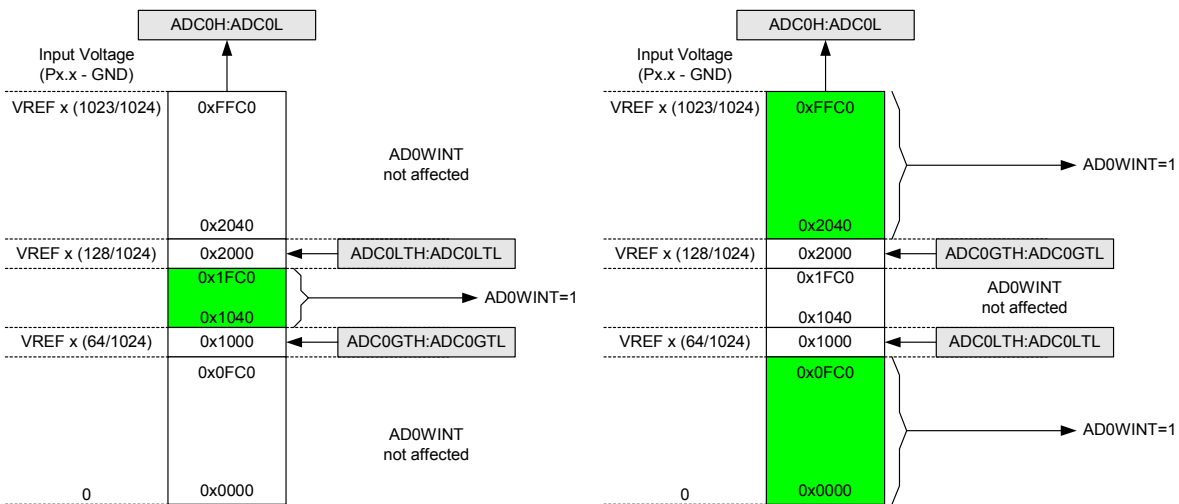 ADC0H:ADC0L
Input Voltage
(Px.x - GND)
VREF x (1023/1024)
0xFFC0
AD0WINT
not affected
0x2040
VREF x (128/1024)
0x2000
ADC0LTH:ADC0LTL
0x1FC0
AD0WINT=1
0x1040
VREF x (64/1024)
0x1000
ADC0GTH:ADC0GTL
0x0FC0
AD0WINT
not affected
0
0x0000
ADC0H:ADC0L
Input Voltage
(Px.x - GND)
VREF x (1023/1024)
0xFFC0
AD0WINT=1
0x2040
VREF x (128/1024)
0x2000
ADC0GTH:ADC0GTL
0x1FC0
AD0WINT
not affected
0x1040
VREF x (64/1024)
0x1000
ADC0LTH:ADC0LTL
0x0FC0
AD0WINT=1
0
0x0000